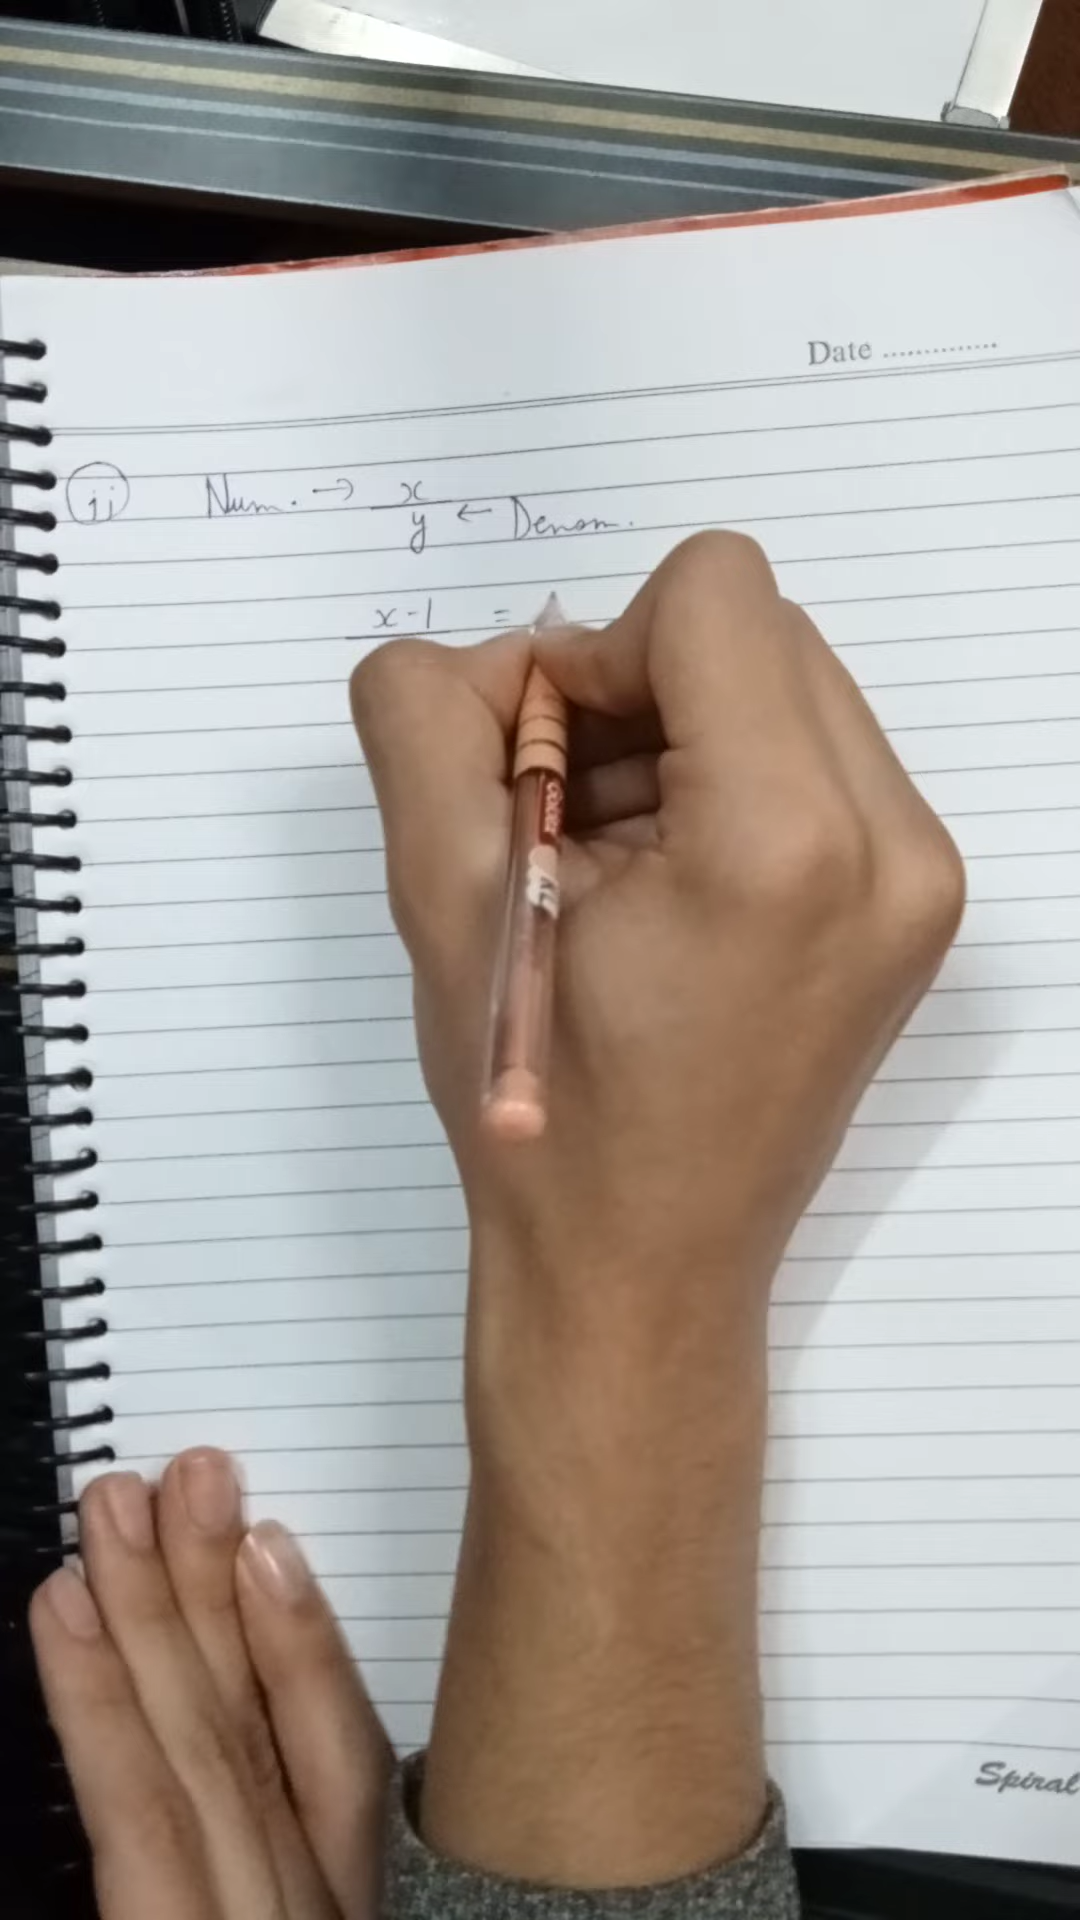 Date ..............
ii Num. → x
y ← Denom.
x - 1 =
Spiral